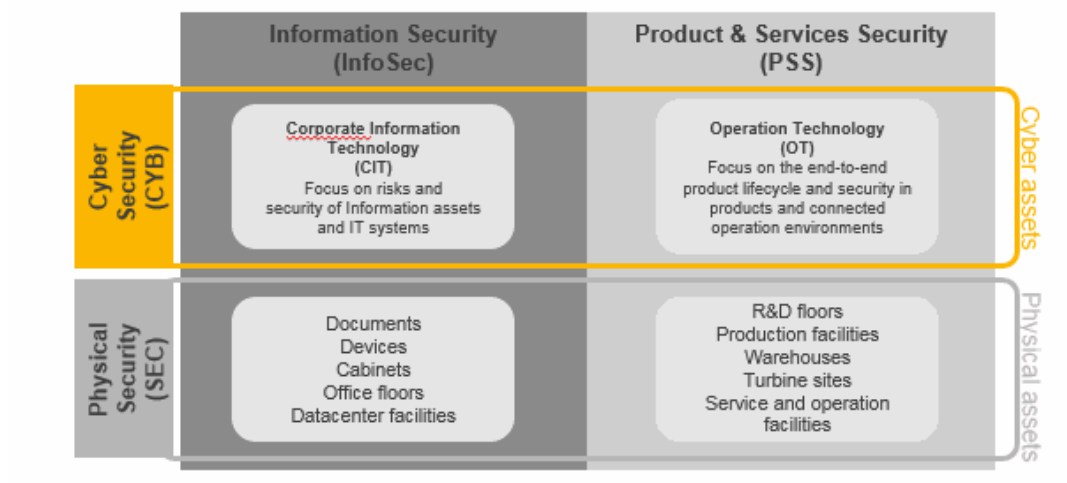 Information Security
(InfoSec)
Product & Services Security
(PSS)
Cyber
Security
(CYB)
Corporate Information
Technology
(CIT)
Focus on risks and
security of Information assets
and IT systems
Operation Technology
(OT)
Focus on the end-to-end
product lifecycle and security in
products and connected
operation environments
Cyber assets
Physical
Security
(SEC)
Documents
Devices
Cabinets
Office floors
Datacenter facilities
R&D floors
Production facilities
Warehouses
Turbine sites
Service and operation
facilities
Physical assets